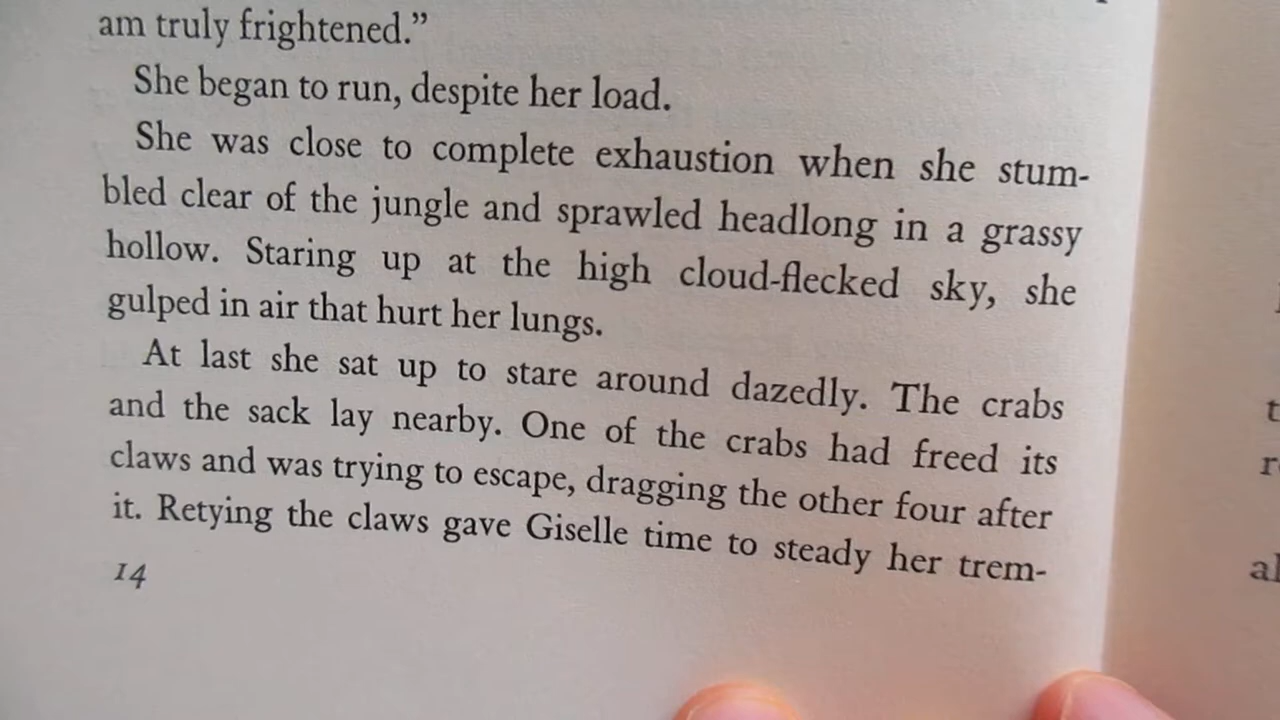 am truly frightened.”
She began to run, despite her load.
She was close to complete exhaustion when she stum-
bled clear of the jungle and sprawled headlong in a grassy
hollow. Staring up at the high cloud-flecked sky, she
gulped in air that hurt her lungs.
At last she sat up to stare around dazedly. The crabs
and the sack lay nearby. One of the crabs had freed its
claws and was trying to escape, dragging the other four after
it. Retying the claws gave Giselle time to steady her trem-
14